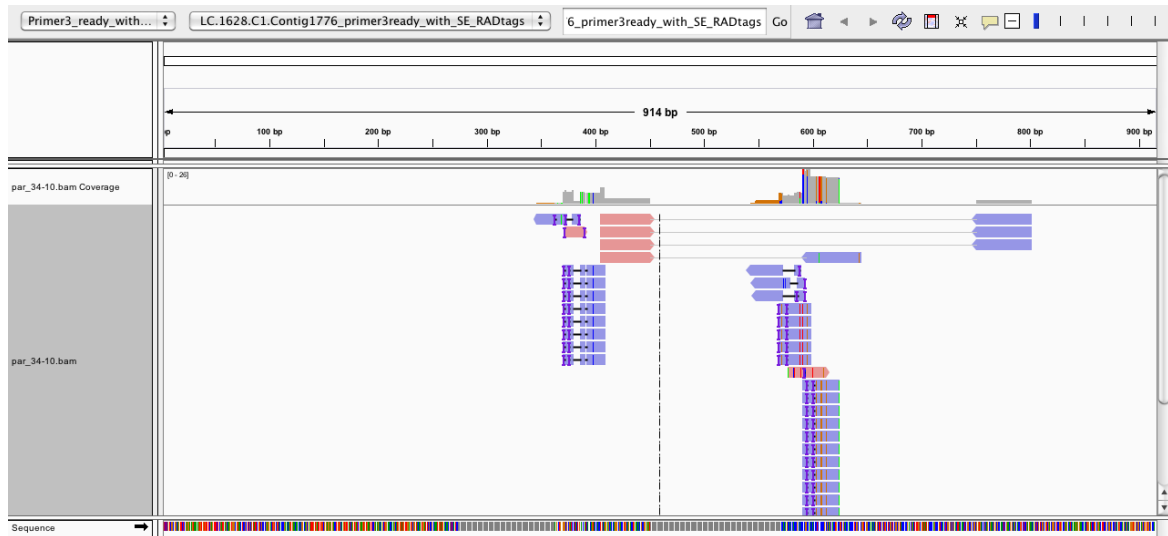 Primer3_ready_with... LC.1628.C1.Contig1776_primer3ready_with_SE_RADtags 6_primer3ready_with_SE_RADtags Go
914 bp
100 bp 200 bp 300 bp 400 bp 500 bp 600 bp 700 bp 800 bp 900 bp
[0 - 26]
par_34-10.bam Coverage
par_34-10.bam
Sequence